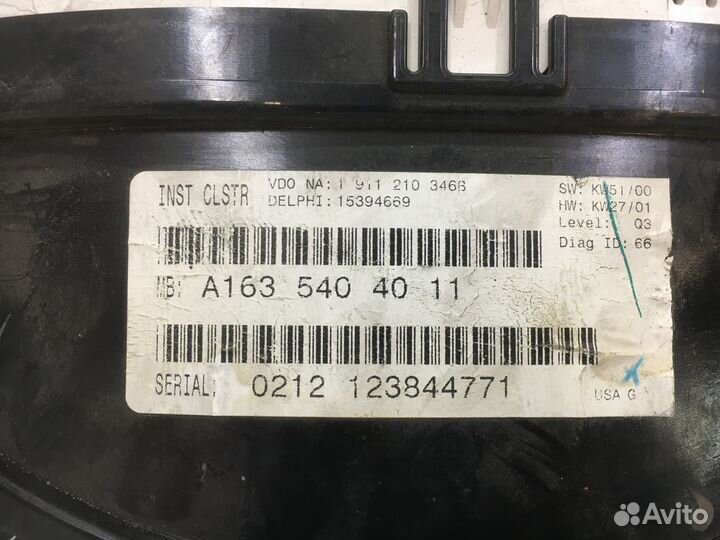 INST CLSTR
VDO NA: 1 911 210 3468
DELPHI: 15394669
SW: KW51/00
HW: KW27/01
Level: Q3
Diag ID: 66
MB: A163 540 40 11
SERIAL: 0212 123844771
USA G
Avito